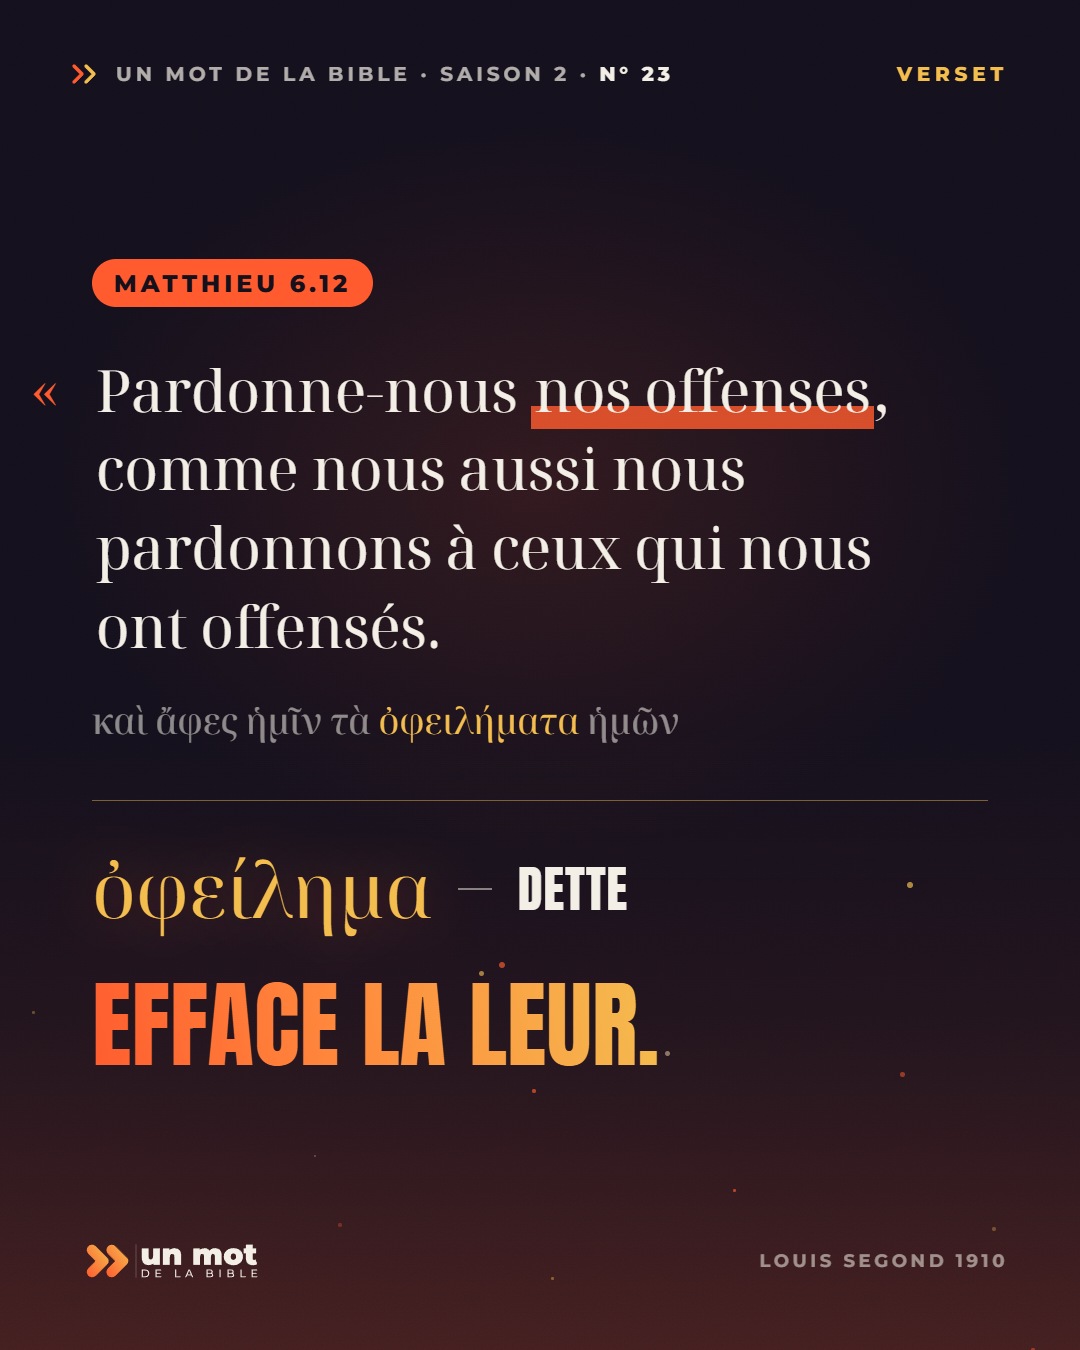 UN MOT DE LA BIBLE · SAISON 2 · N° 23
VERSET
MATTHIEU 6.12
« Pardonne-nous nos offenses,
comme nous aussi nous
pardonnons à ceux qui nous
ont offensés.
καὶ ἄφες ἡμῖν τὰ ὀφειλήματα ἡμῶν
ὀφείλημα — DETTE
EFFACE LA LEUR.
un mot
DE LA BIBLE
LOUIS SEGOND 1910